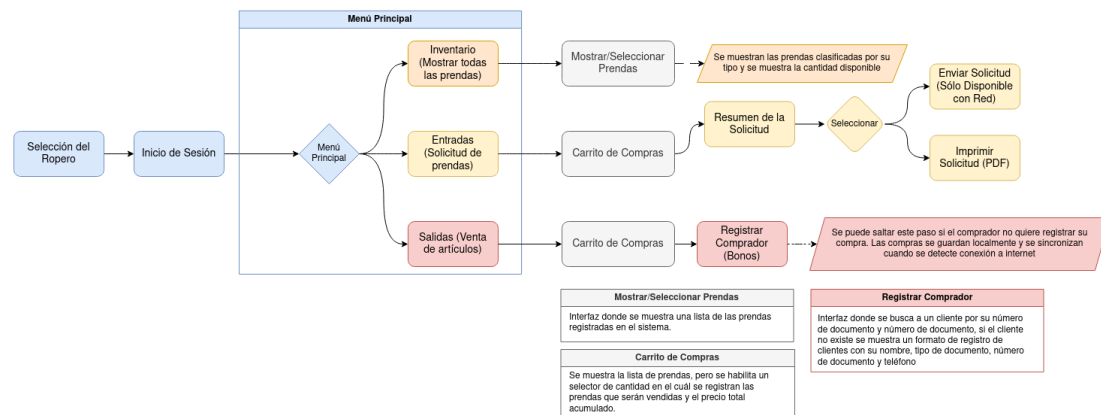 Menú Principal
Inventario
(Mostrar todas
las prendas)
Mostrar/Seleccionar
Prendas
Se muestran las prendas clasificadas por su
tipo y se muestra la cantidad disponible
Enviar Solicitud
(Sólo Disponible
con Red)
Resumen de la
Solicitud
Seleccionar
Selección del
Ropero
Inicio de Sesión
Menú
Principal
Entradas
(Solicitud de
prendas)
Carrito de Compras
Imprimir
Solicitud (PDF)
Salidas (Venta
de artículos)
Carrito de Compras
Registrar
Comprador
(Bonos)
Se puede saltar este paso si el comprador no quiere registrar su
compra. Las compras se guardan localmente y se sincronizan
cuando se detecte conexión a internet
Mostrar/Seleccionar Prendas
Interfaz donde se muestra una lista de las prendas
registradas en el sistema.
Registrar Comprador
Interfaz donde se busca a un cliente por su número
de documento y número de documento, si el cliente
no existe se muestra un formato de registro de
clientes con su nombre, tipo de documento, número
de documento y teléfono
Carrito de Compras
Se muestra la lista de prendas, pero se habilita un
selector de cantidad en el cuál se registran las
prendas que serán vendidas y el precio total
acumulado.